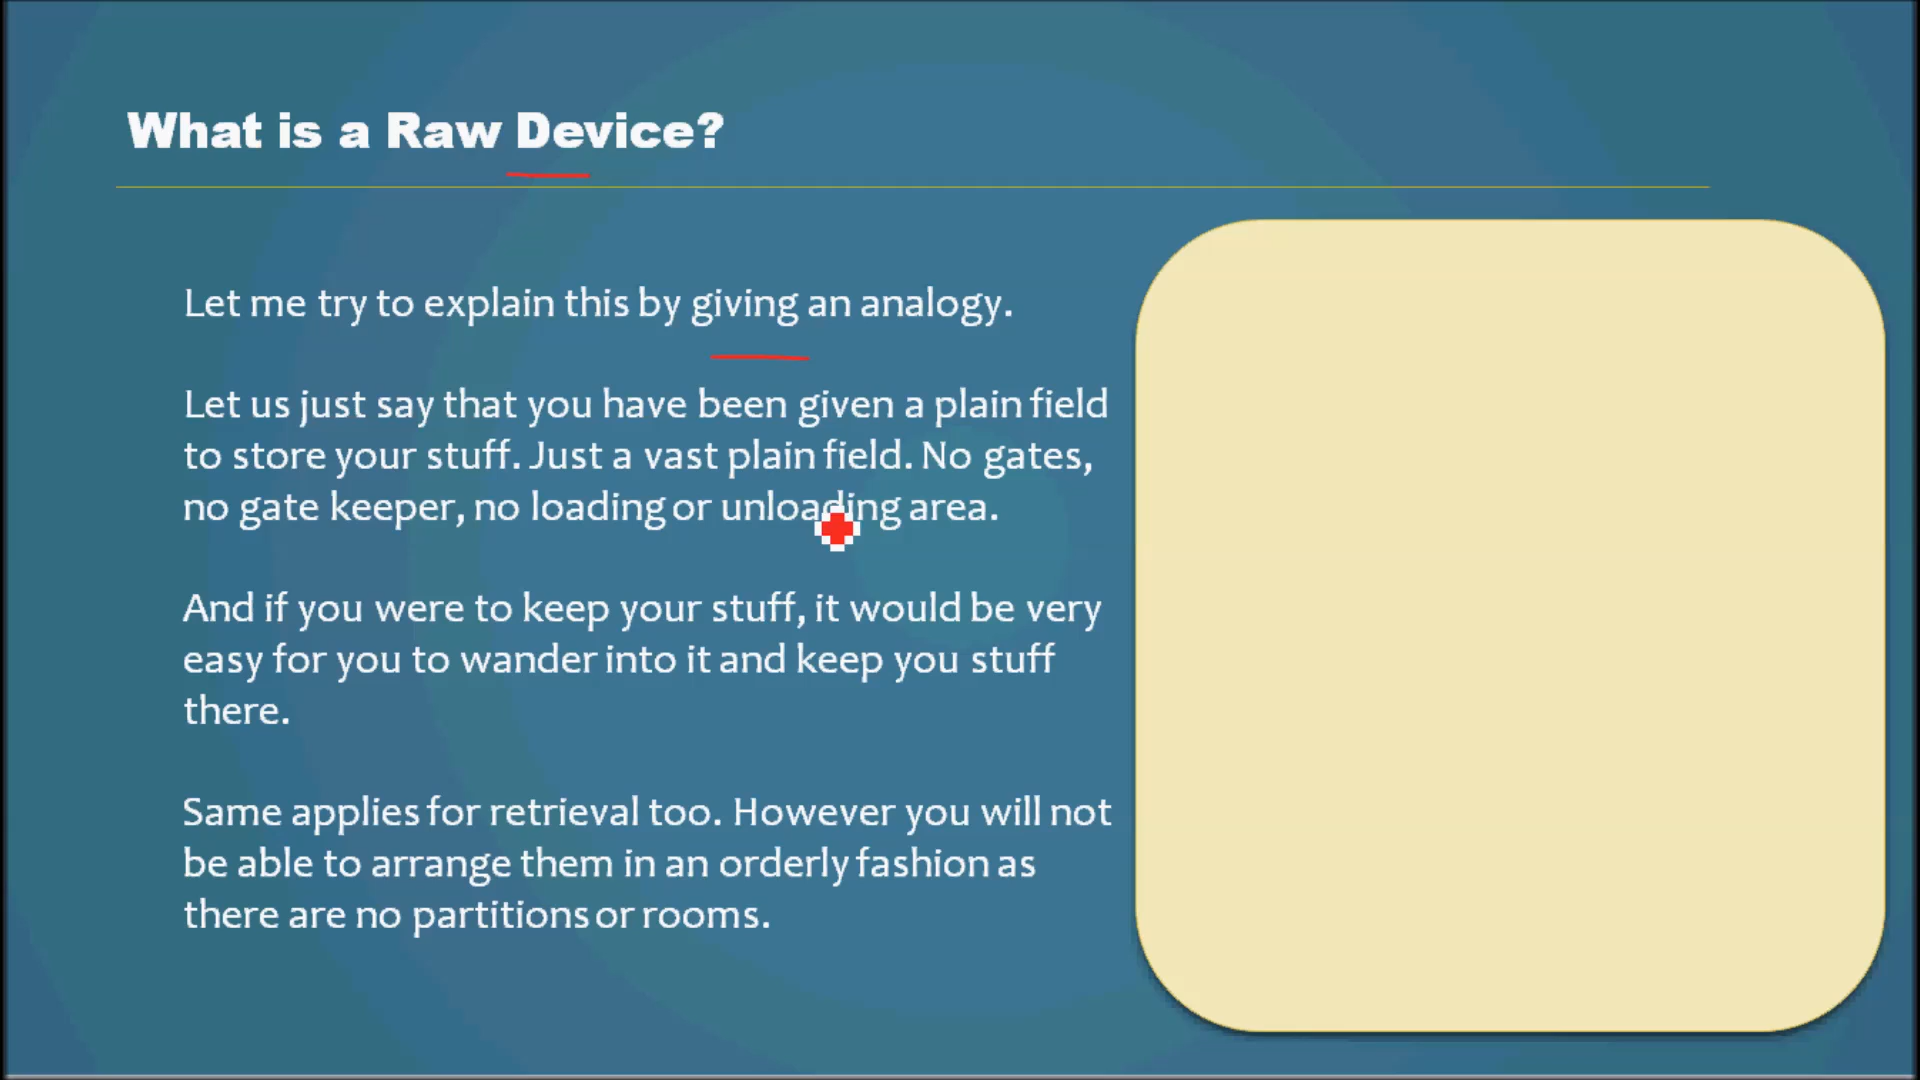 What is a Raw Device?
Let me try to explain this by giving an analogy.
Let us just say that you have been given a plain field
to store your stuff. Just a vast plain field. No gates,
no gate keeper, no loading or unloading area.
And if you were to keep your stuff, it would be very
easy for you to wander into it and keep you stuff
there.
Same applies for retrieval too. However you will not
be able to arrange them in an orderly fashion as
there are no partitions or rooms.